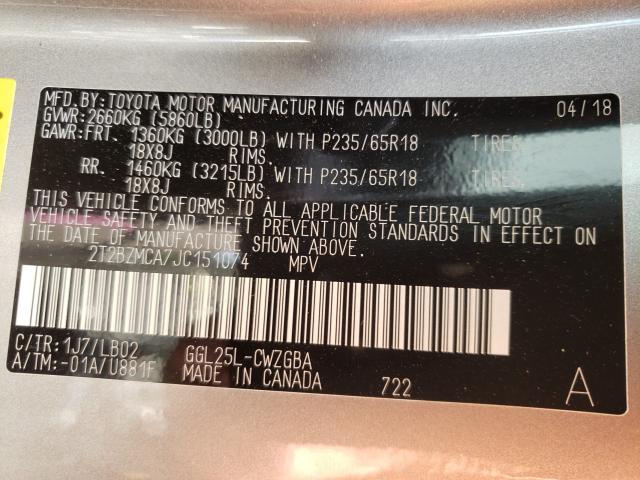 MFD.BY:TOYOTA MOTOR MANUFACTURING CANADA INC. 04/18
GVWR:2660KG (5860LB)
GAWR:FRT. 1360KG (3000LB) WITH P235/65R18 TIRES,
18X8J RIMS.
RR. 1460KG (3215LB) WITH P235/65R18 TIRES,
18X8J RIMS.
THIS VEHICLE CONFORMS TO ALL APPLICABLE FEDERAL MOTOR
VEHICLE SAFETY AND THEFT PREVENTION STANDARDS IN EFFECT ON
THE DATE OF MANUFACTURE SHOWN ABOVE.
2T2BZMCA7JC151074 MPV
C/TR:1J7/LB02 GGL25L-CWZGBA
A/TM:-01A/U881F MADE IN CANADA 722 A